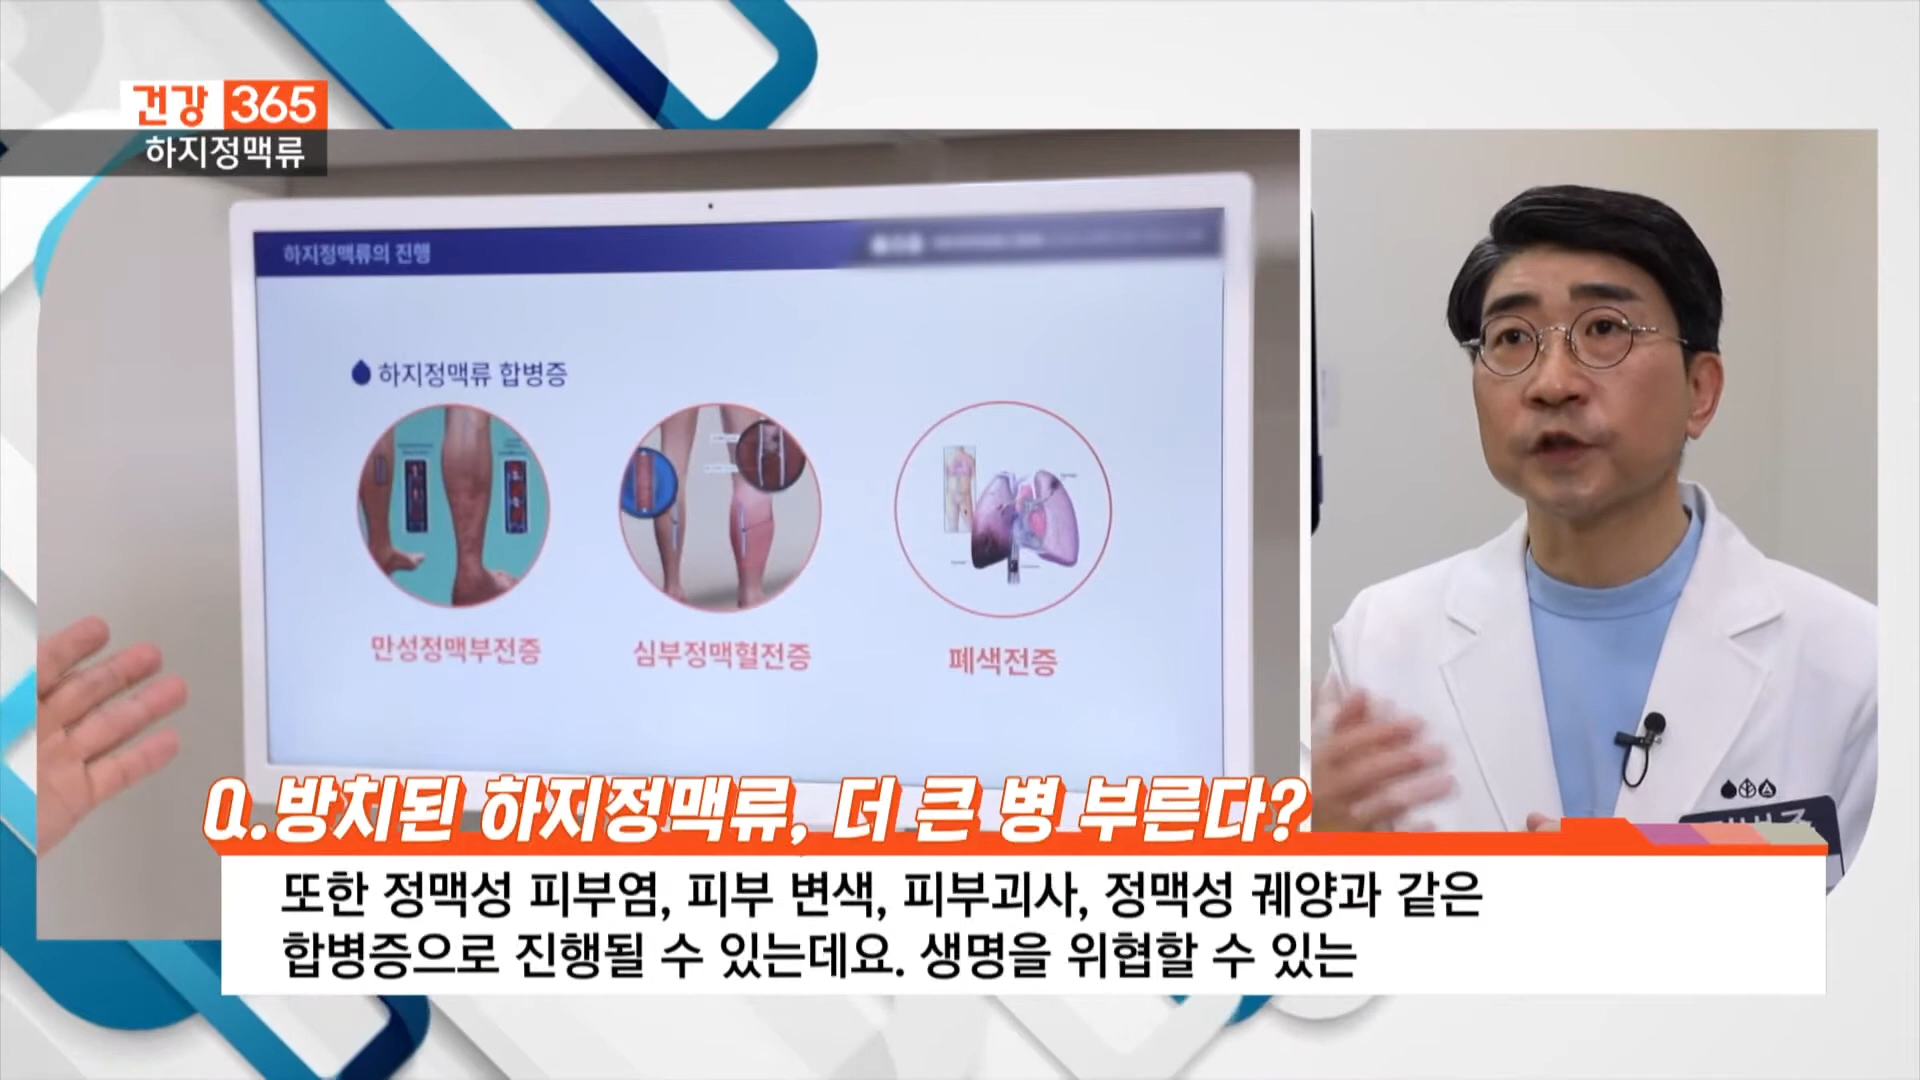 건강 365
하지정맥류
하지정맥류의 진행
하지정맥류 합병증
만성정맥부전증
심부정맥혈전증
폐색전증
Q.방치된 하지정맥류, 더 큰 병 부른다?
또한 정맥성 피부염, 피부 변색, 피부괴사, 정맥성 궤양과 같은
합병증으로 진행될 수 있는데요. 생명을 위협할 수 있는